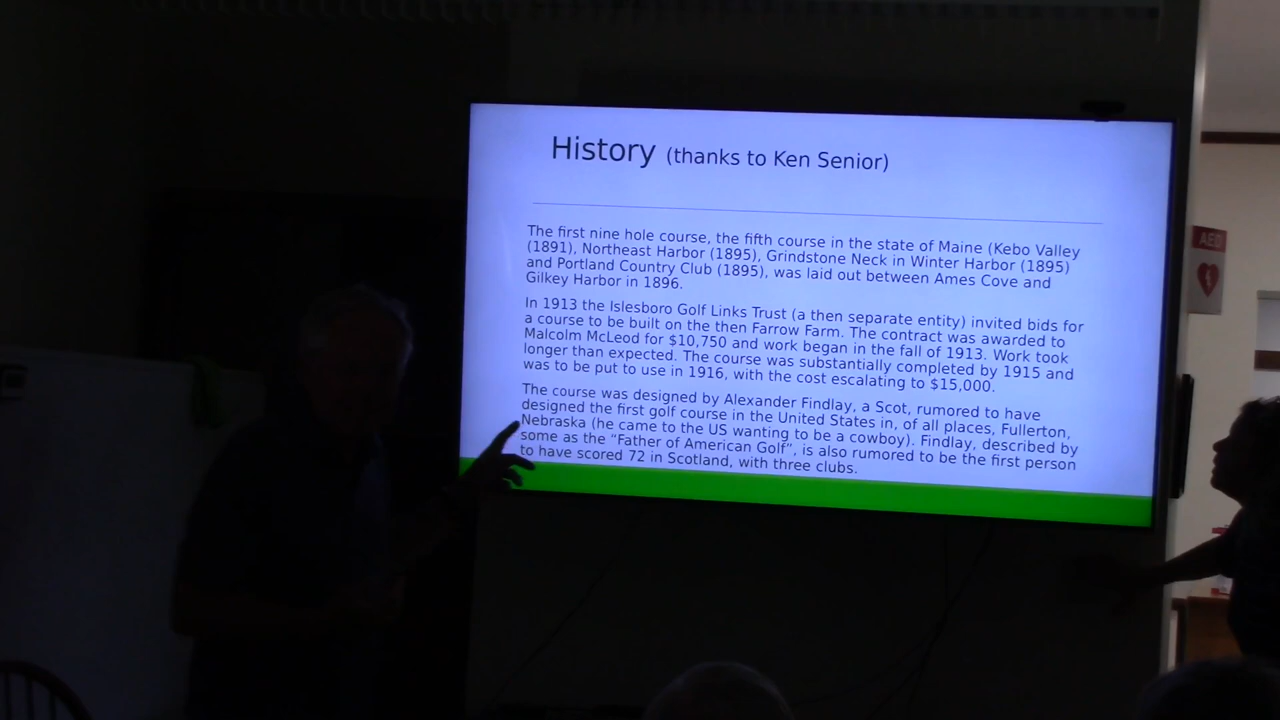 History (thanks to Ken Senior)
The first nine hole course, the fifth course in the state of Maine (Kebo Valley
(1891), Northeast Harbor (1895), Grindstone Neck in Winter Harbor (1895)
and Portland Country Club (1895), was laid out between Ames Cove and
Gilkey Harbor in 1896.
In 1913 the Islesboro Golf Links Trust (a then separate entity) invited bids for
a course to be built on the then Farrow Farm. The contract was awarded to
Malcolm McLeod for $10,750 and work began in the fall of 1913. Work took
longer than expected. The course was substantially completed by 1915 and
was to be put to use in 1916, with the cost escalating to $15,000.
The course was designed by Alexander Findlay, a Scot, rumored to have
designed the first golf course in the United States in, of all places, Fullerton,
Nebraska (he came to the US wanting to be a cowboy). Findlay, described by
some as the “Father of American Golf”, is also rumored to be the first person
to have scored 72 in Scotland, with three clubs.
AED